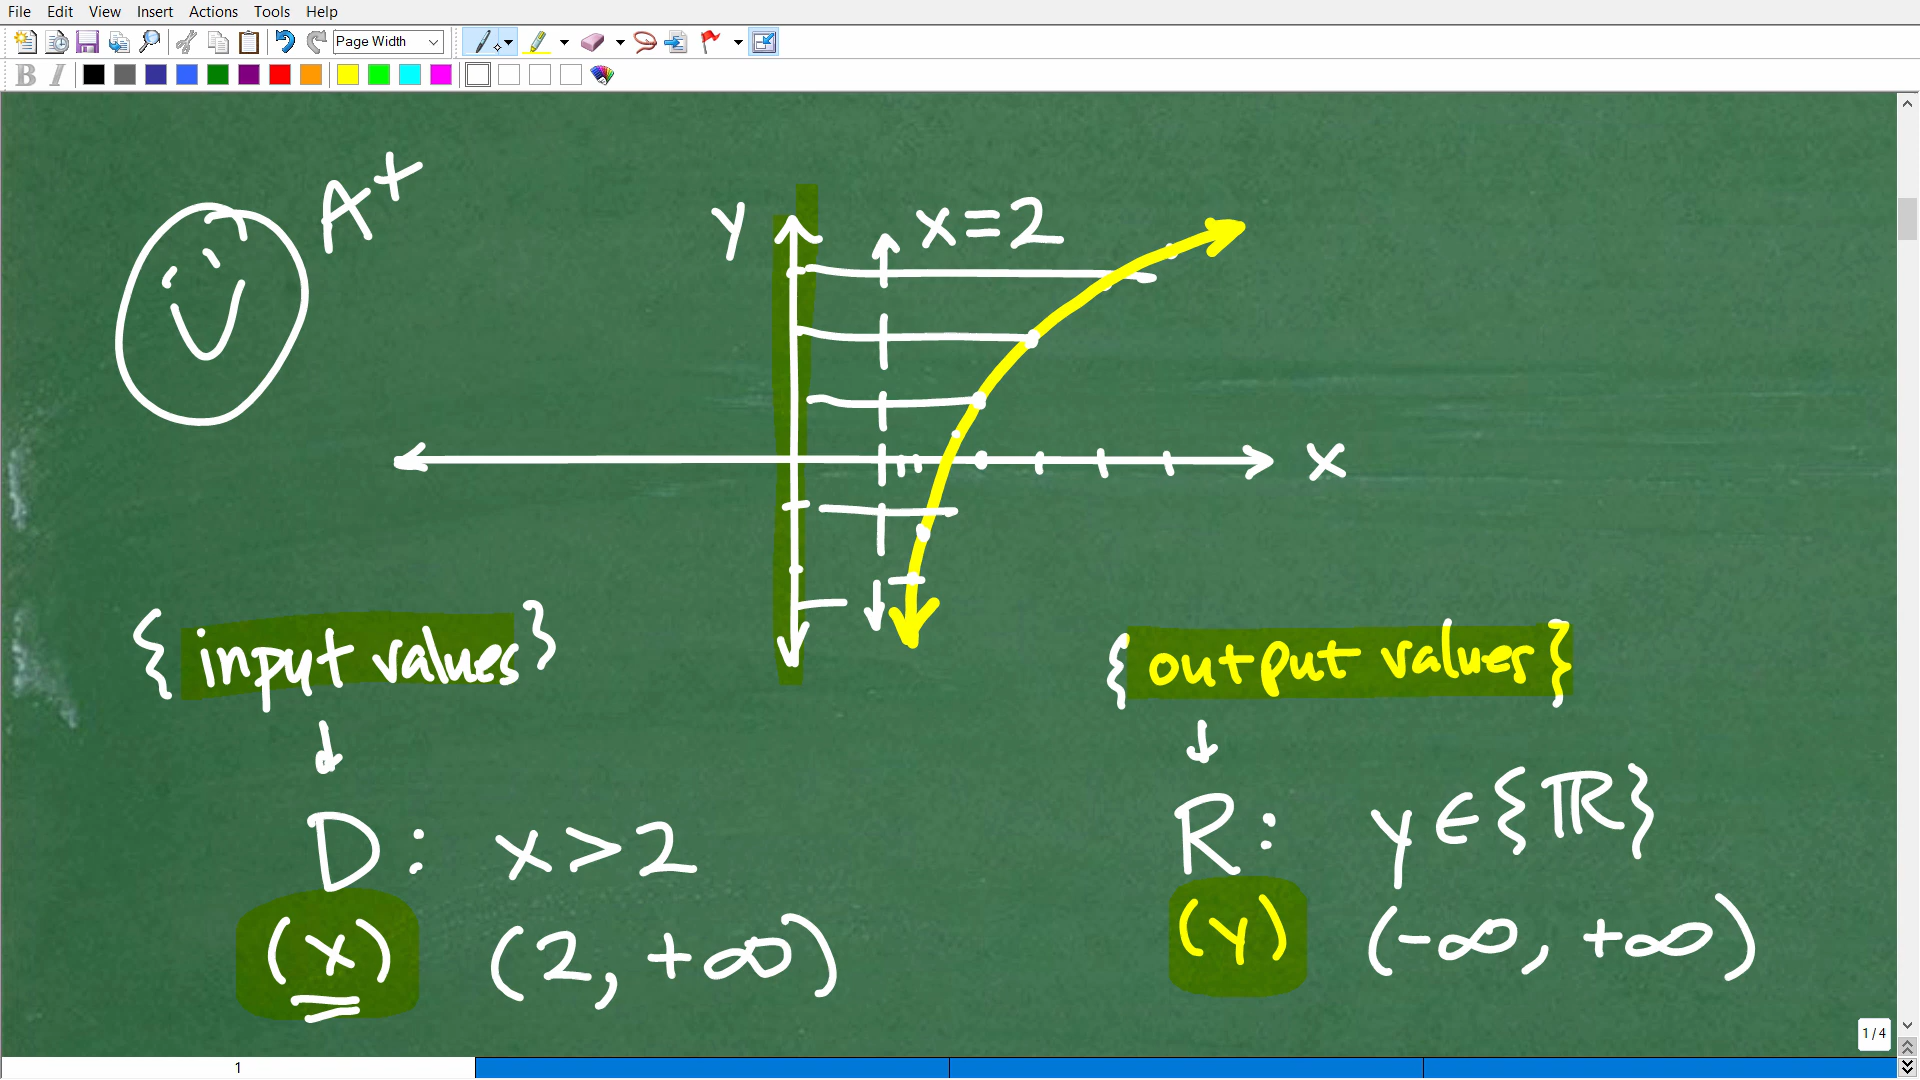 File Edit View Insert Actions Tools Help
Page Width
B I
A+
y x=2
x
{ input values } { output values }
D: x>2 R: y∈{ℝ}
(x) (2, +∞) (y) (-∞, +∞)
1 / 4
1